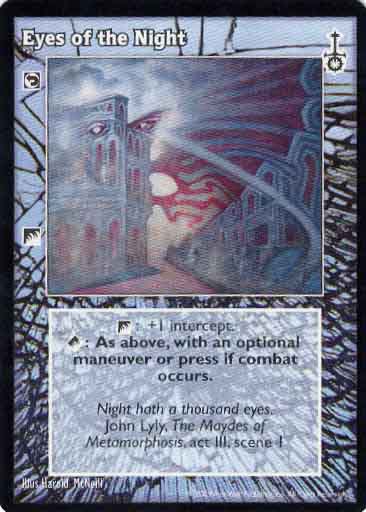 Eyes of the Night
: +1 intercept.
: As above, with an optional
maneuver or press if combat
occurs.
Night hath a thousand eyes.
John Lyly, The Maydes of
Metamorphosis, act III, scene I
Illus: Harold McNeill